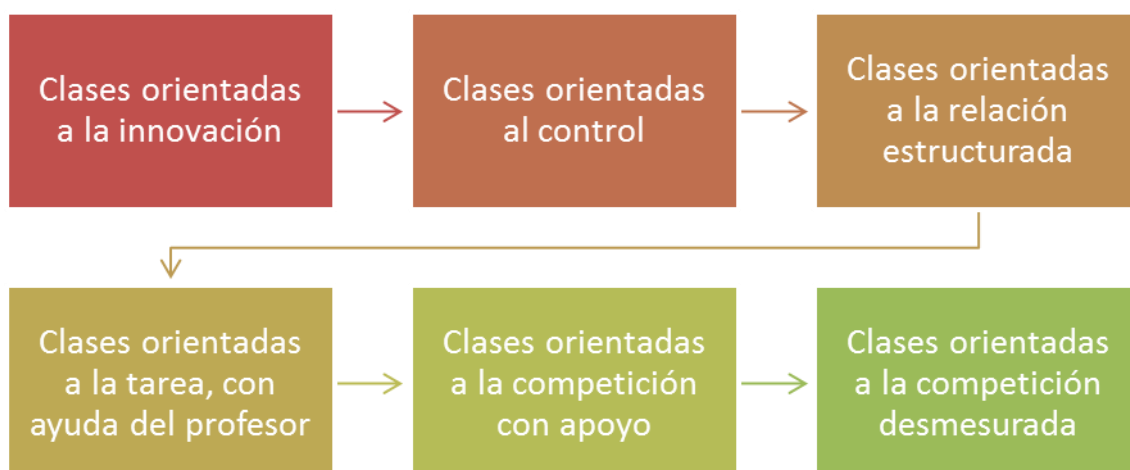 Clases orientadas
a la innovación
Clases orientadas
al control
Clases orientadas
a la relación
estructurada
Clases orientadas
a la tarea, con
ayuda del profesor
Clases orientadas
a la competición
con apoyo
Clases orientadas
a la competición
desmesurada